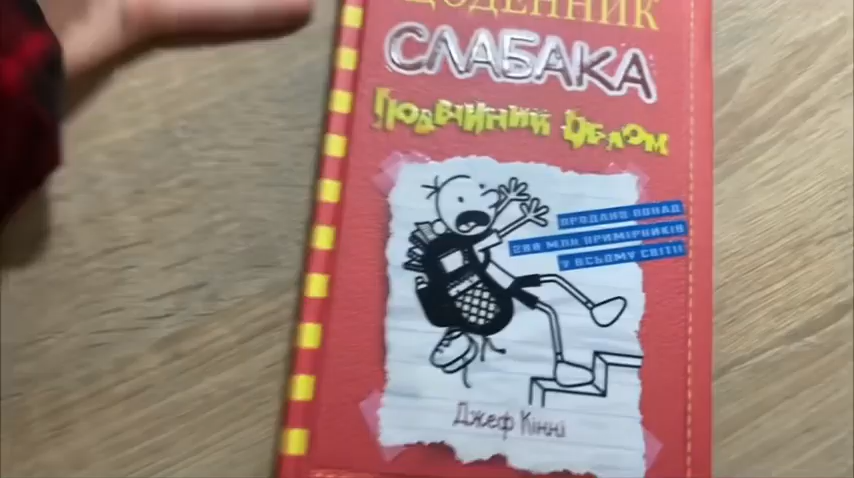 ЩОДЕННИК
СЛАБАКА
Подвійний Облом
ПРОДАНО ПОНАД
200 МЛН ПРИМІРНИКІВ
У ВСЬОМУ СВІТІ!
Джеф Кінні